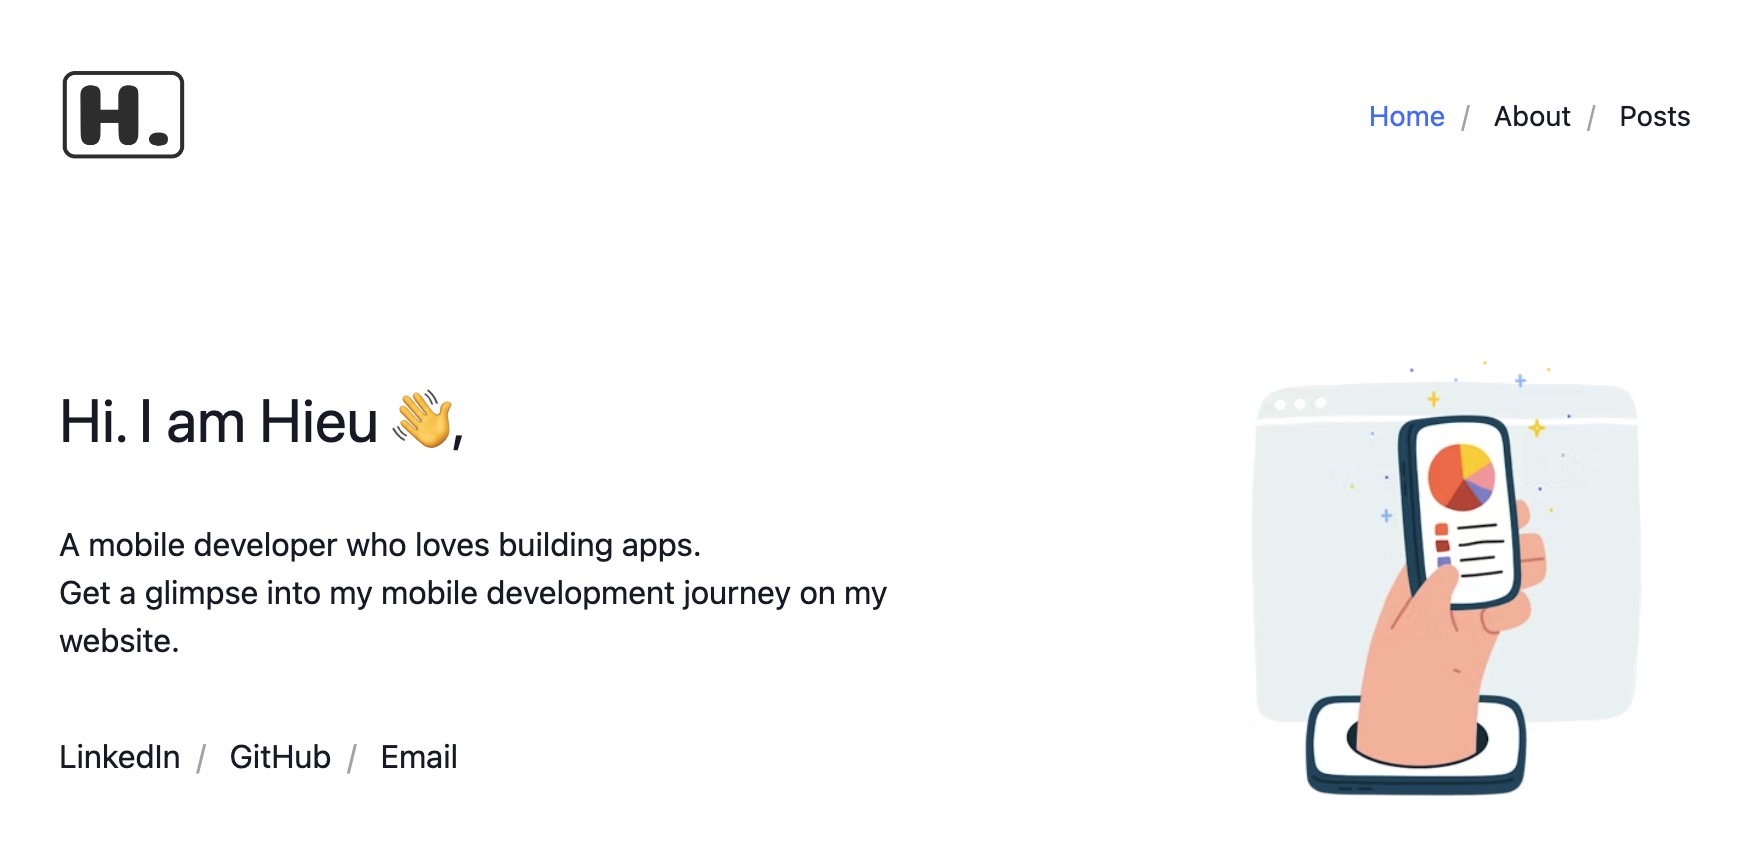 H.
Home / About / Posts
Hi. I am Hieu 👋,
A mobile developer who loves building apps.
Get a glimpse into my mobile development journey on my
website.
LinkedIn / GitHub / Email